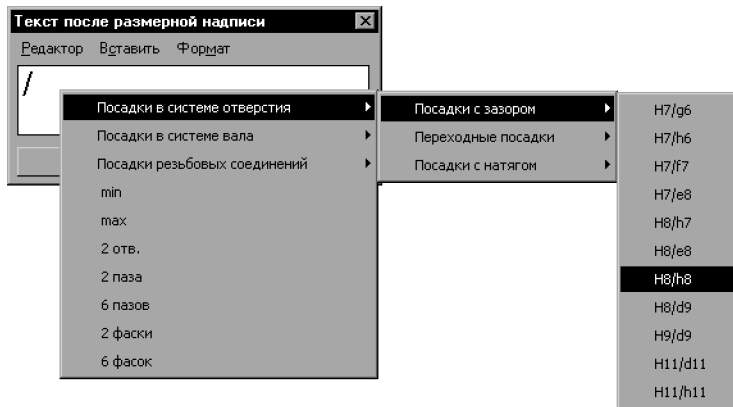 Текст после размерной надписи
Редактор Вставить Формат
/
Посадки в системе отверстия
Посадки в системе вала
Посадки резьбовых соединений
min
max
2 отв.
2 паза
6 пазов
2 фаски
6 фасок
Посадки с зазором
Переходные посадки
Посадки с натягом
H7/g6
H7/h6
H7/f7
H7/e8
H8/h7
H8/e8
H8/h8
H8/d9
H9/d9
H11/d11
H11/h11